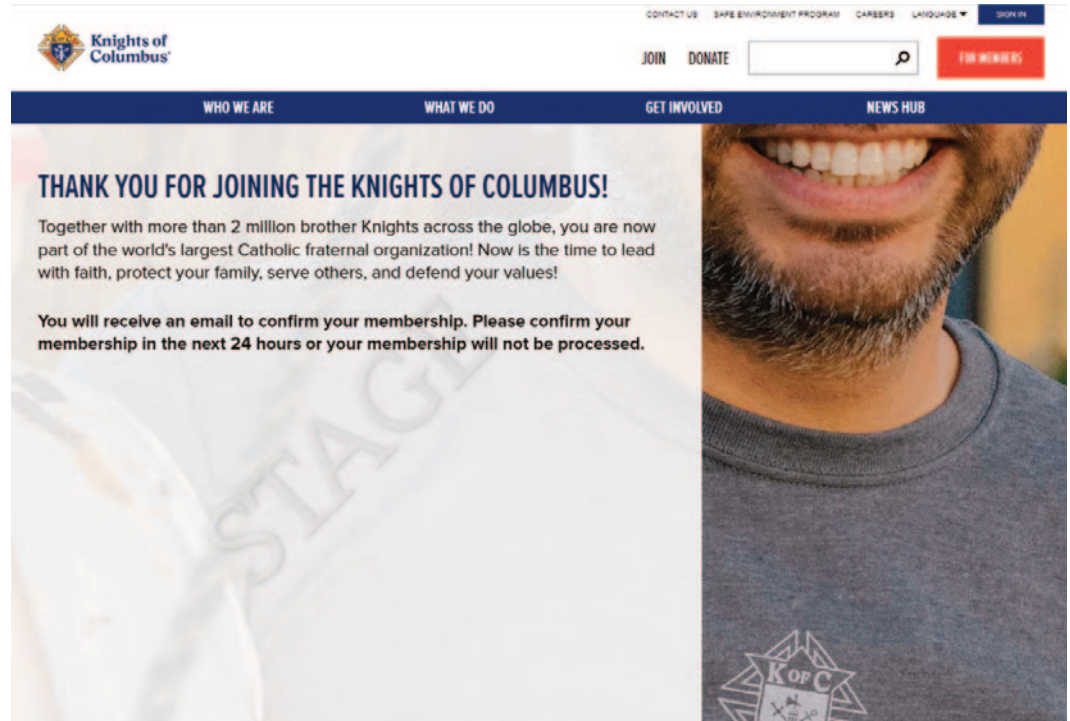 CONTACT US SAFE ENVIRONMENT PROGRAM CAREERS LANGUAGE SIGN IN
Knights of
Columbus®
JOIN DONATE FOR MEMBERS
WHO WE ARE WHAT WE DO GET INVOLVED NEWS HUB
THANK YOU FOR JOINING THE KNIGHTS OF COLUMBUS!
Together with more than 2 million brother Knights across the globe, you are now
part of the world's largest Catholic fraternal organization! Now is the time to lead
with faith, protect your family, serve others, and defend your values!
You will receive an email to confirm your membership. Please confirm your
membership in the next 24 hours or your membership will not be processed.
STAGE
K OF C